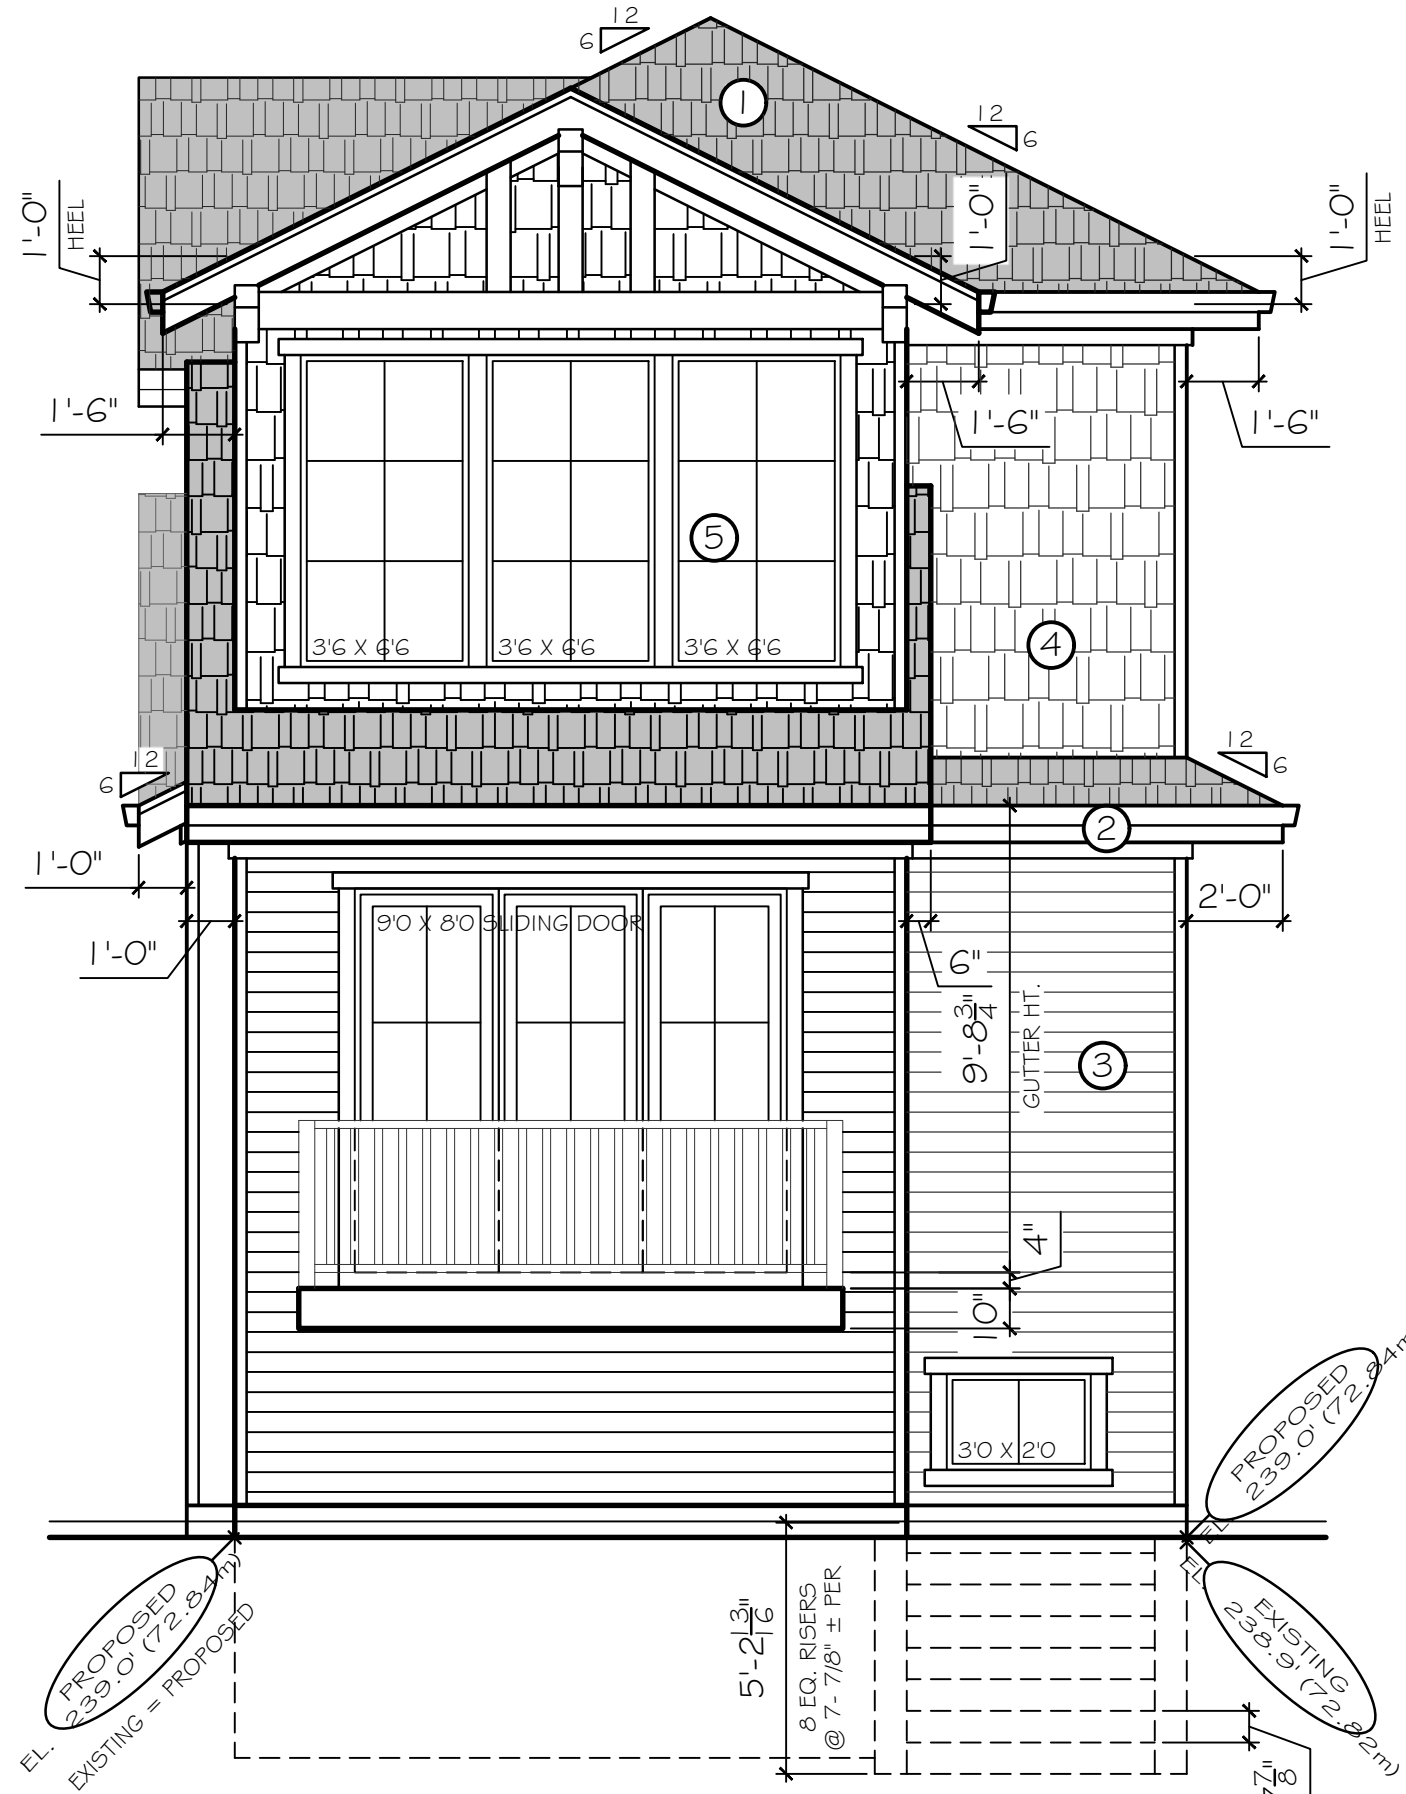 12
6
1
12
6
1'-0"
HEEL
1'-0"
1'-0"
HEEL
1'-6"
1'-6"
1'-6"
5
3'6 X 6'6
3'6 X 6'6
3'6 X 6'6
4
12
6
12
6
2
1'-0"
2'-0"
9'0 X 8'0 SLIDING DOOR
1'-0"
6"
9'-8 3/4"
GUTTER HT.
3
4"
10"
3'0 X 2'0
PROPOSED
EL. 239.0' (72.84m)
PROPOSED
EL. 239.0' (72.84m)
EXISTING = PROPOSED
5'-2 13/16"
8 EQ. RISERS
@ 7- 7/8" ± PER
EXISTING
EL. 238.9' (72.82m)
7/8